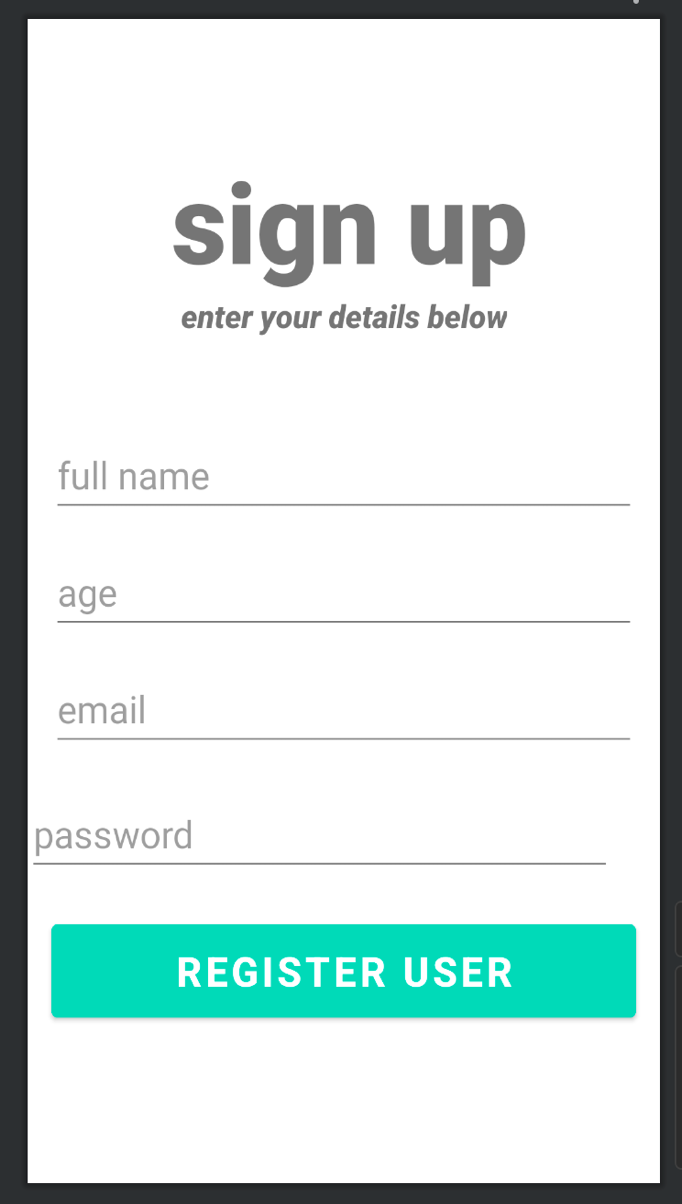 sign up
enter your details below
full name
age
email
password
REGISTER USER